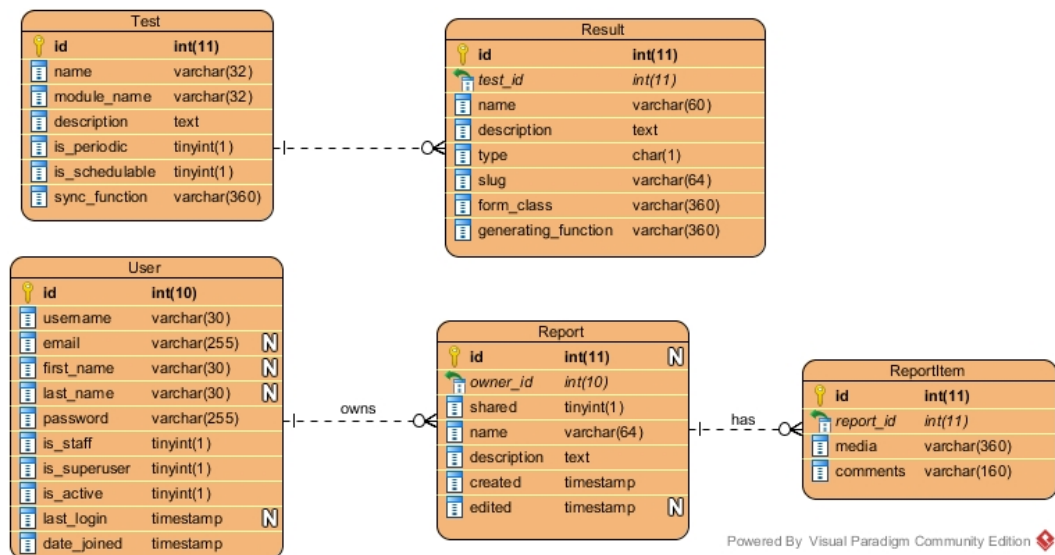 Test
id int(11)
name varchar(32)
module_name varchar(32)
description text
is_periodic tinyint(1)
is_schedulable tinyint(1)
sync_function varchar(360)
Result
id int(11)
test_id int(11)
name varchar(60)
description text
type char(1)
slug varchar(64)
form_class varchar(360)
generating_function varchar(360)
User
id int(10)
username varchar(30)
email varchar(255) N
first_name varchar(30) N
last_name varchar(30) N
password varchar(255)
is_staff tinyint(1)
is_superuser tinyint(1)
is_active tinyint(1)
last_login timestamp N
date_joined timestamp
owns
Report
id int(11) N
owner_id int(10)
shared tinyint(1)
name varchar(64)
description text
created timestamp
edited timestamp N
has
ReportItem
id int(11)
report_id int(11)
media varchar(360)
comments varchar(160)
Powered By Visual Paradigm Community Edition